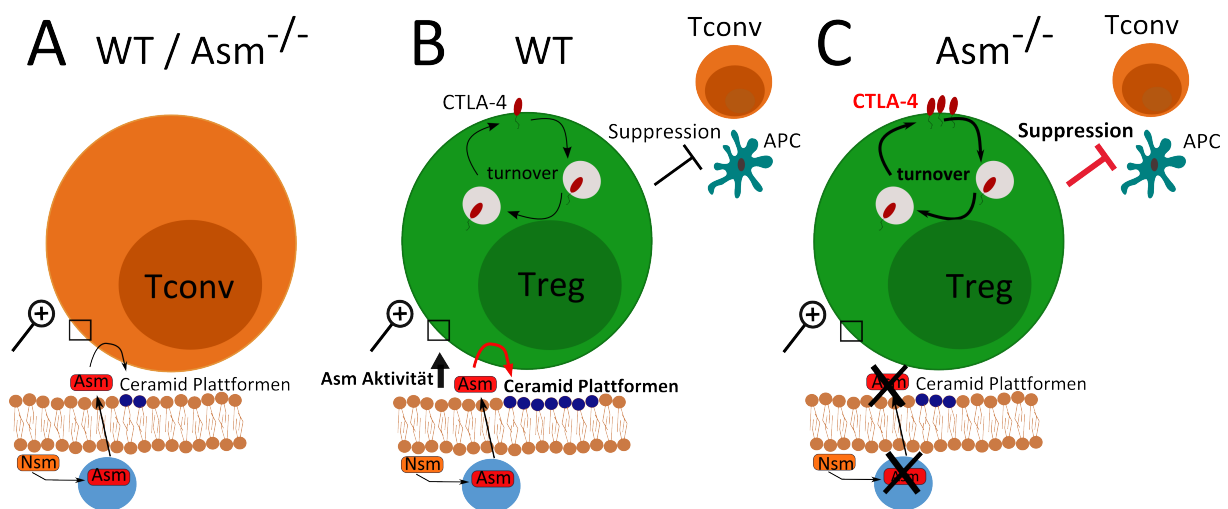 A WT / Asm-/-
Tconv
Asm
Ceramid Plattformen
Nsm
Asm
B WT
Tconv
CTLA-4
Suppression
APC
turnover
Treg
Asm Aktivität
Asm
Ceramid Plattformen
Nsm
Asm
C Asm-/-
Tconv
CTLA-4
Suppression
APC
turnover
Treg
Asm
Ceramid Plattformen
Nsm
Asm